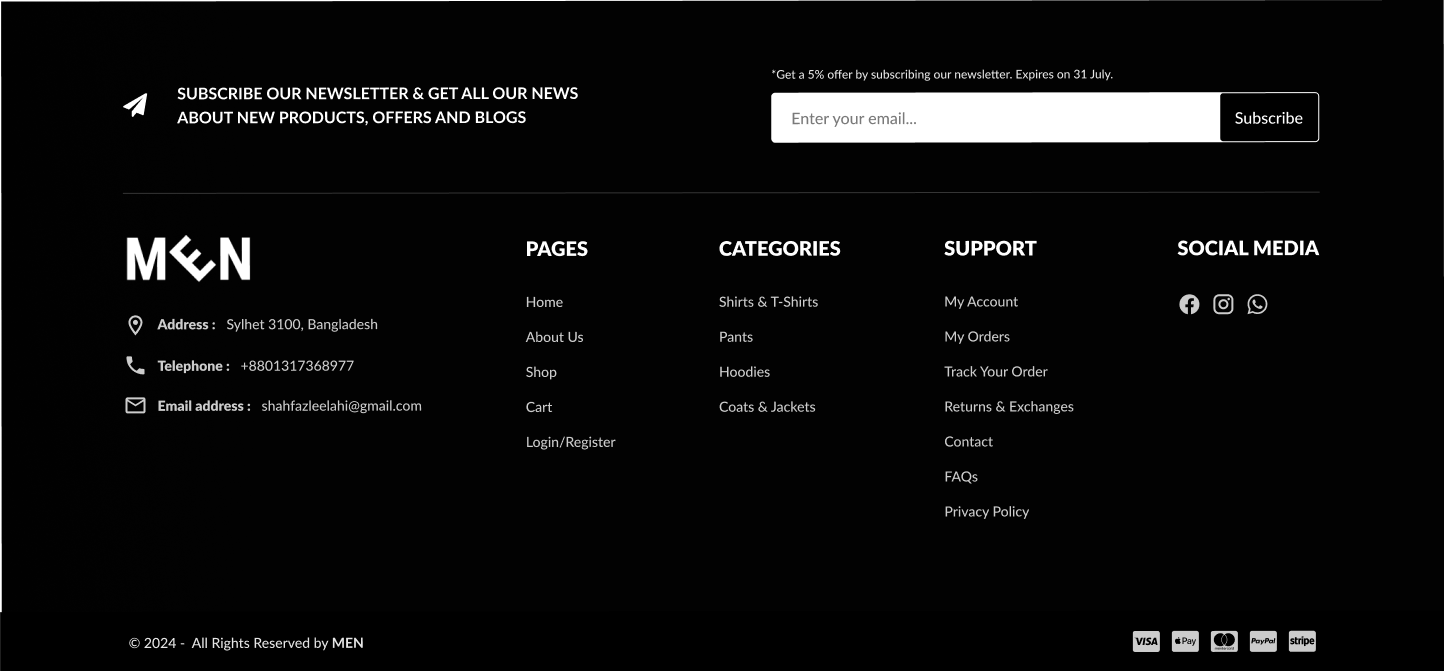 *Get a 5% offer by subscribing our newsletter. Expires on 31 July.
SUBSCRIBE OUR NEWSLETTER & GET ALL OUR NEWS
ABOUT NEW PRODUCTS, OFFERS AND BLOGS
Enter your email...
Subscribe
MEN
Address : Sylhet 3100, Bangladesh
Telephone : +8801317368977
Email address : shahfazleelahi@gmail.com
PAGES
Home
About Us
Shop
Cart
Login/Register
CATEGORIES
Shirts & T-Shirts
Pants
Hoodies
Coats & Jackets
SUPPORT
My Account
My Orders
Track Your Order
Returns & Exchanges
Contact
FAQs
Privacy Policy
SOCIAL MEDIA
© 2024 - All Rights Reserved by MEN
VISA
Pay
mastercard
PayPal
stripe